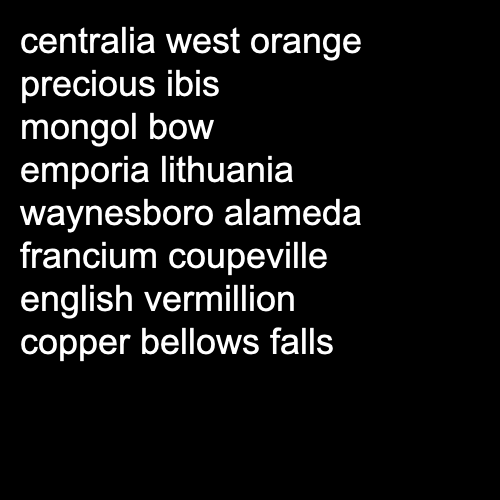 centralia west orange
precious ibis
mongol bow
emporia lithuania
waynesboro alameda
francium coupeville
english vermillion
copper bellows falls